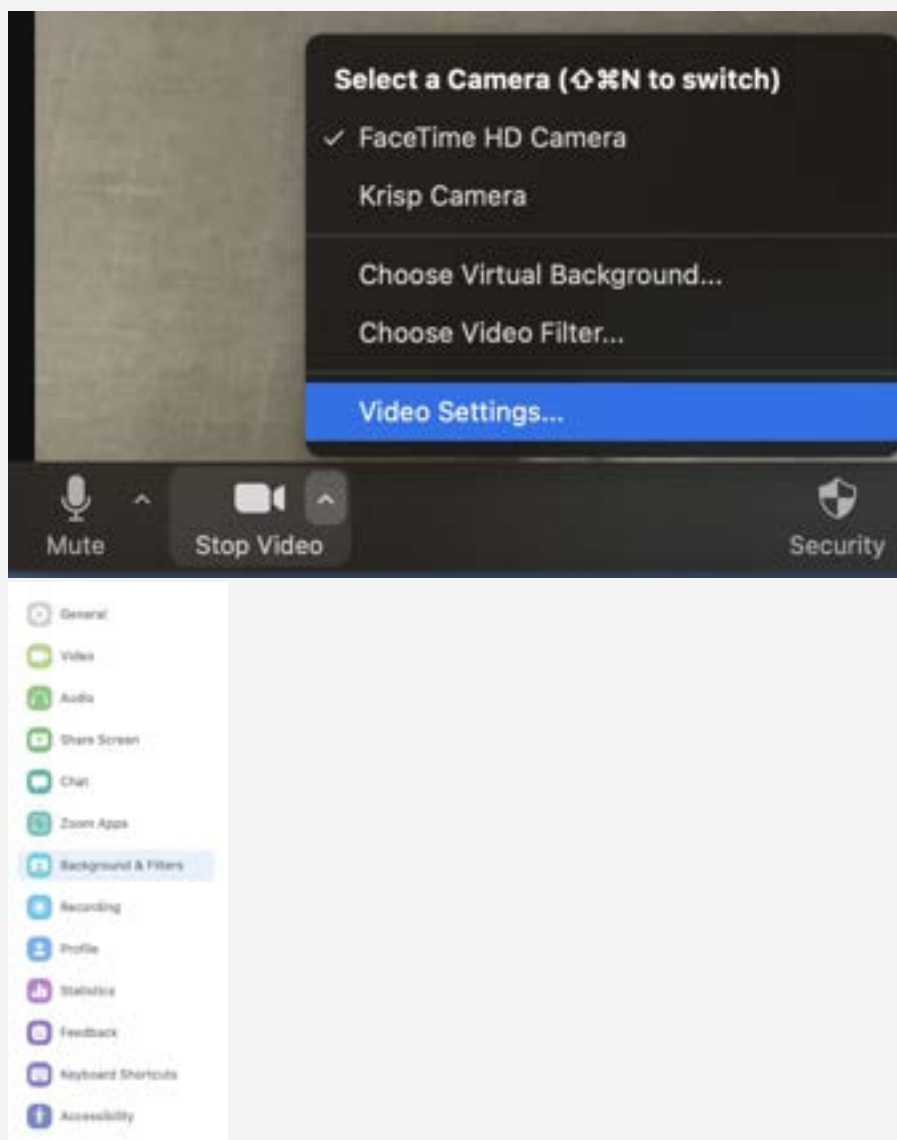 Select a Camera (⇧⌘N to switch)
✓ FaceTime HD Camera
Krisp Camera
Choose Virtual Background...
Choose Video Filter...
Video Settings...
Mute
Stop Video
Security
General
Video
Audio
Share Screen
Chat
Zoom Apps
Background & Filters
Recording
Profile
Statistics
Feedback
Keyboard Shortcuts
Accessibility